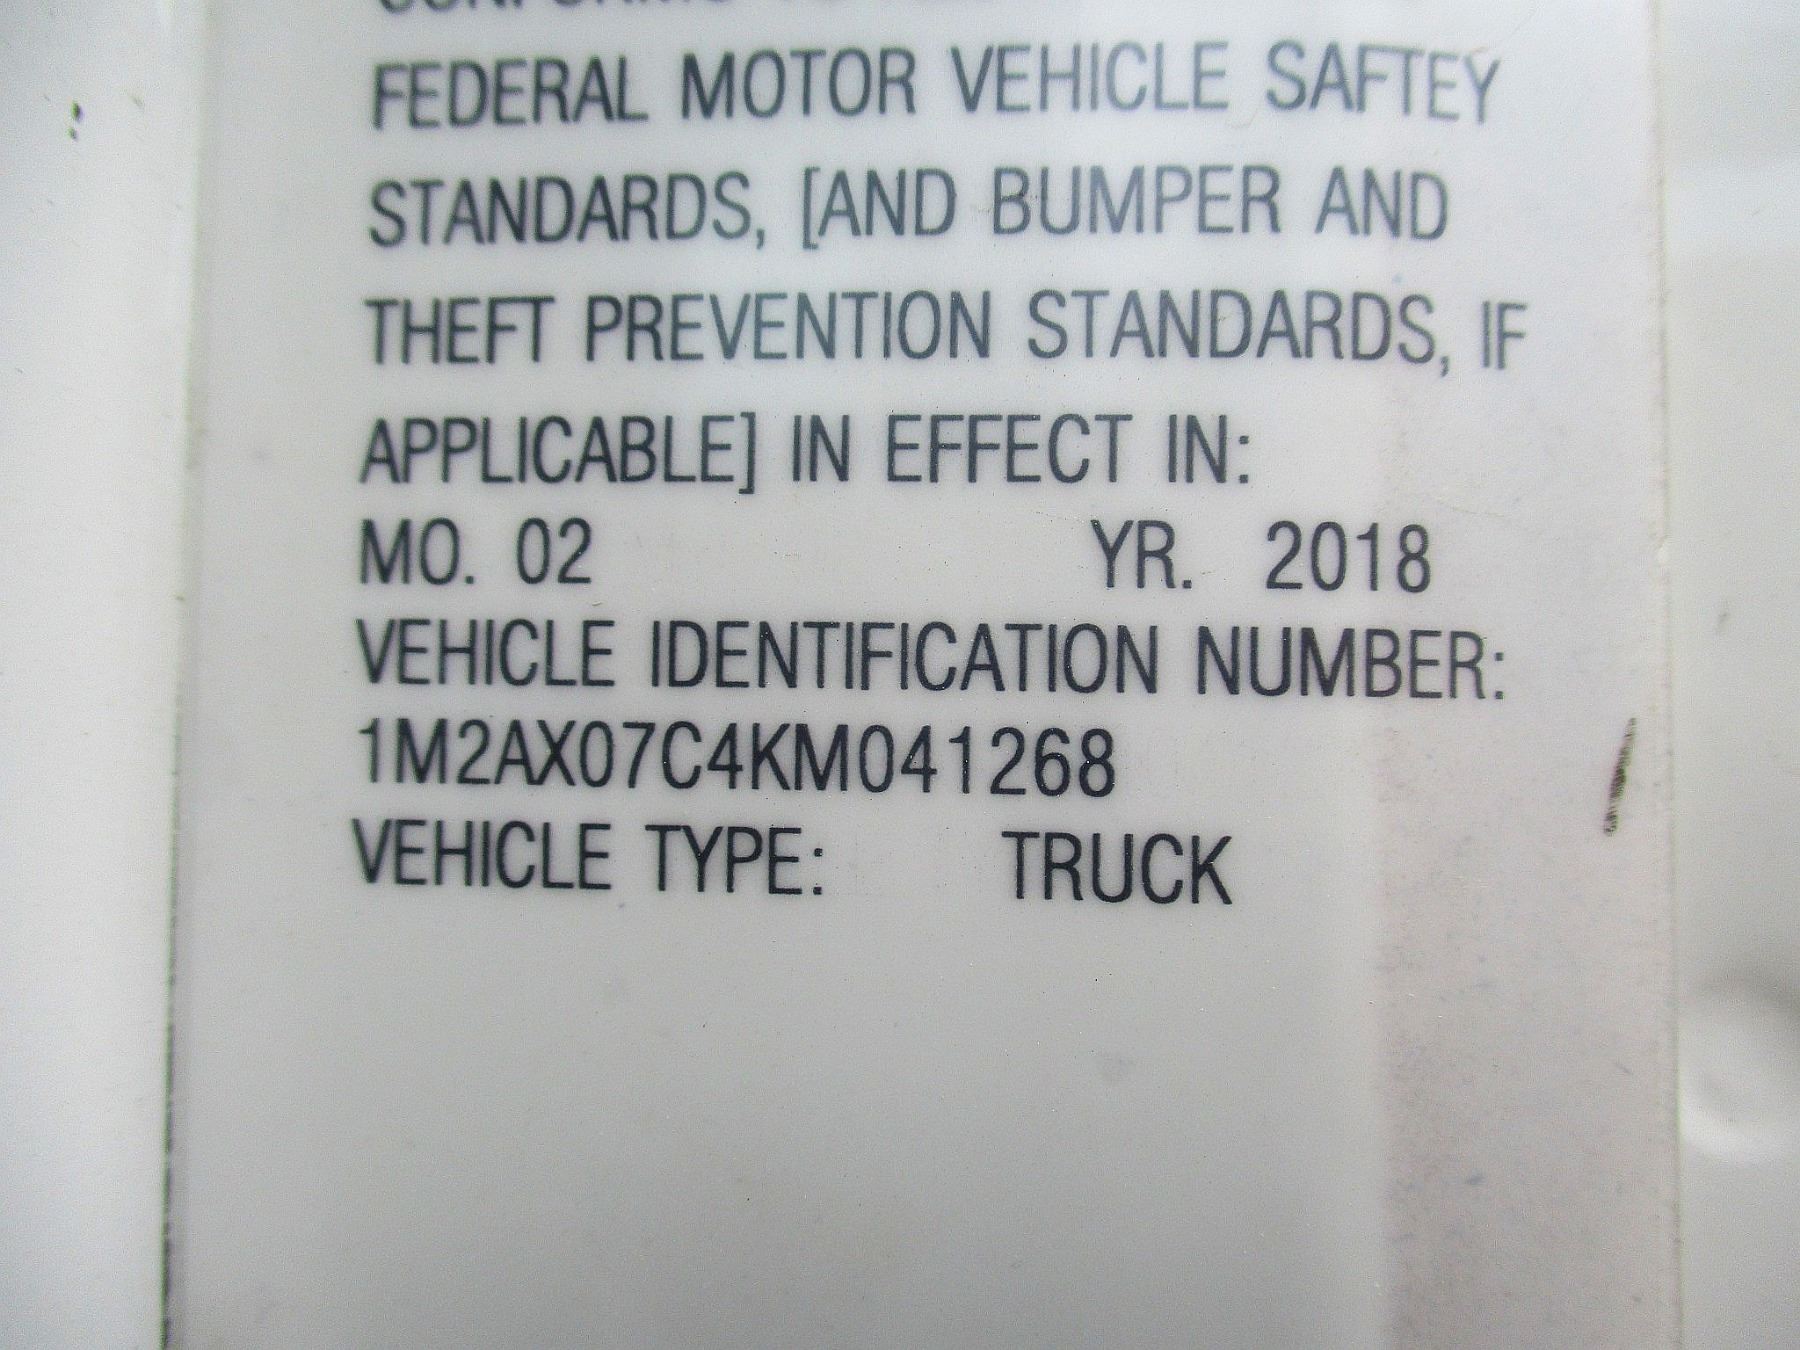 FEDERAL MOTOR VEHICLE SAFTEY
STANDARDS, [AND BUMPER AND
THEFT PREVENTION STANDARDS, IF
APPLICABLE] IN EFFECT IN:
MO. 02 YR. 2018
VEHICLE IDENTIFICATION NUMBER:
1M2AX07C4KM041268
VEHICLE TYPE: TRUCK